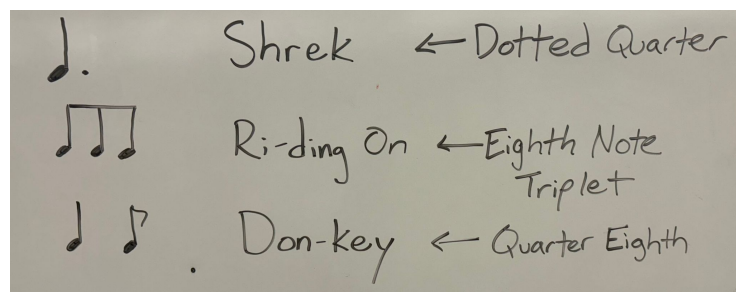 Shrek ← Dotted Quarter
Ri-ding On ← Eighth Note
Triplet
Don-key ← Quarter Eighth